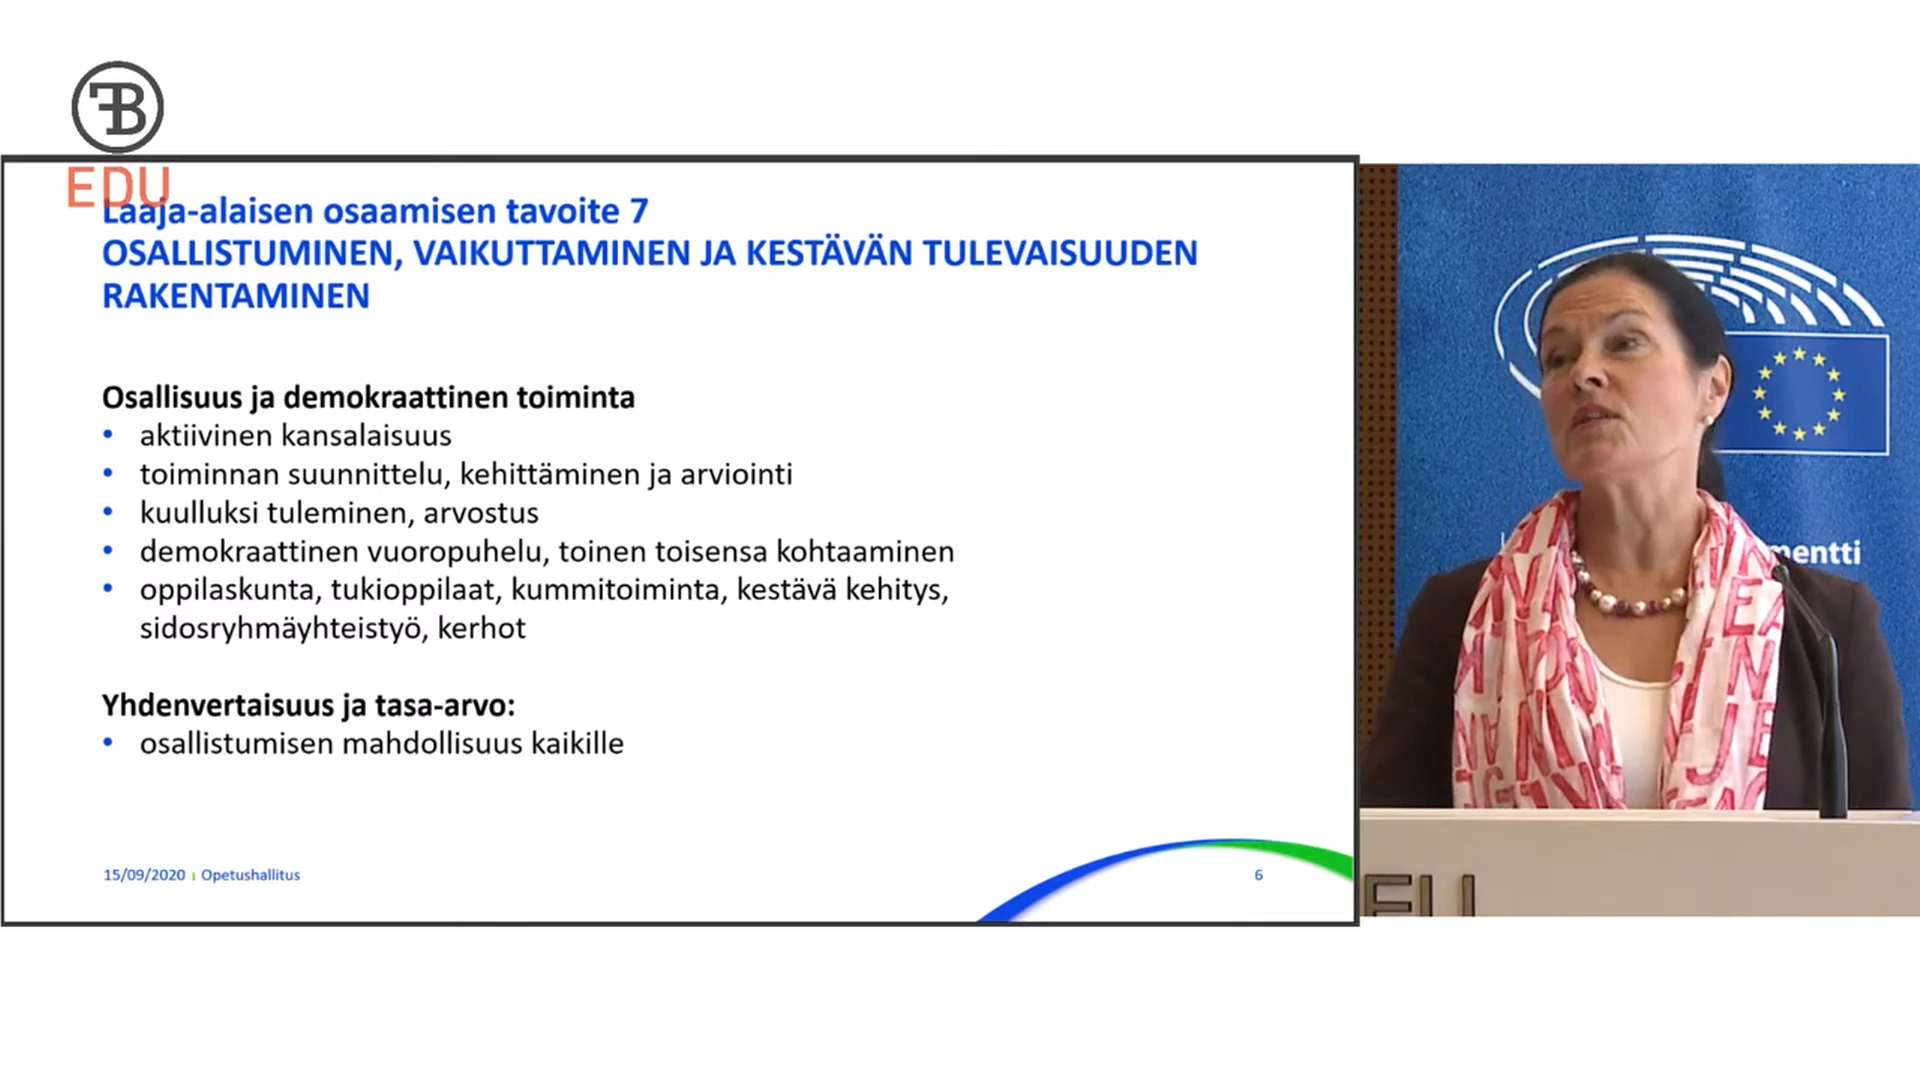 EDU
Laaja-alaisen osaamisen tavoite 7
OSALLISTUMINEN, VAIKUTTAMINEN JA KESTÄVÄN TULEVAISUUDEN
RAKENTAMINEN
Osallisuus ja demokraattinen toiminta
• aktiivinen kansalaisuus
• toiminnan suunnittelu, kehittäminen ja arviointi
• kuulluksi tuleminen, arvostus
• demokraattinen vuoropuhelu, toinen toisensa kohtaaminen
• oppilaskunta, tukioppilaat, kummitoiminta, kestävä kehitys,
sidosryhmäyhteistyö, kerhot
Yhdenvertaisuus ja tasa-arvo:
• osallistumisen mahdollisuus kaikille
15/09/2020 | Opetushallitus
6
mentti